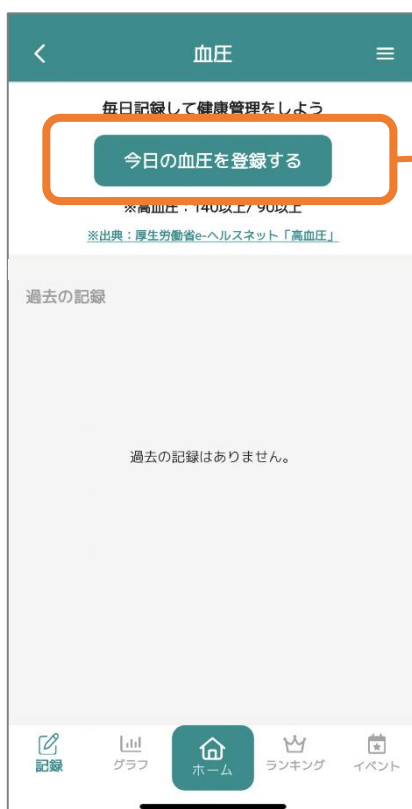 血圧
毎日記録して健康管理をしよう
今日の血圧を登録する
※高血圧：140以上/ 90以上
※出典：厚生労働省e-ヘルスネット「高血圧」
過去の記録
過去の記録はありません。
記録
グラフ
ホーム
ランキング
イベント